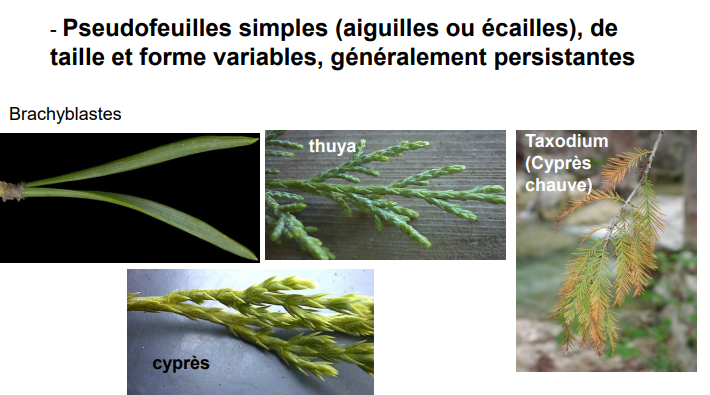 - Pseudofeuilles simples (aiguilles ou écailles), de
taille et forme variables, généralement persistantes
Brachyblastes
thuya
Taxodium
(Cyprès
chauve)
cyprès